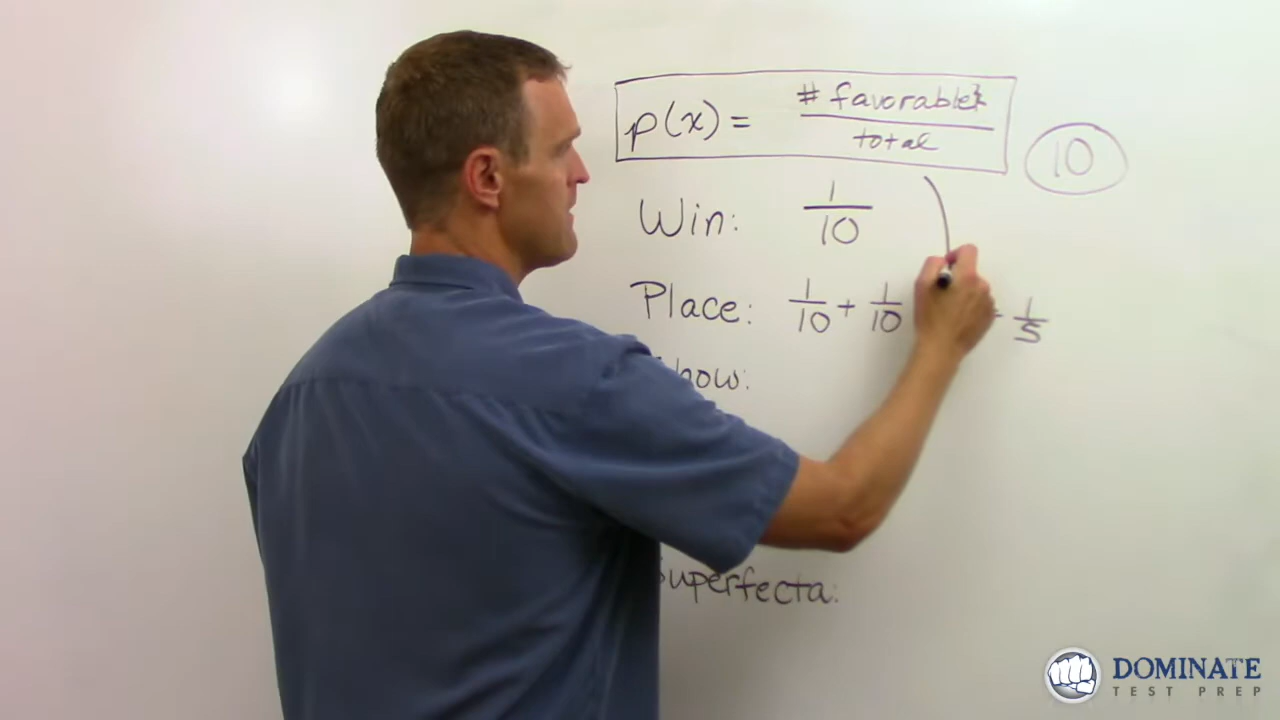 p(x) = # favorable / total
10
Win: 1/10
Place: 1/10 + 1/10 = 1/5
how:
uperfecta:
DOMINATE
TEST PREP